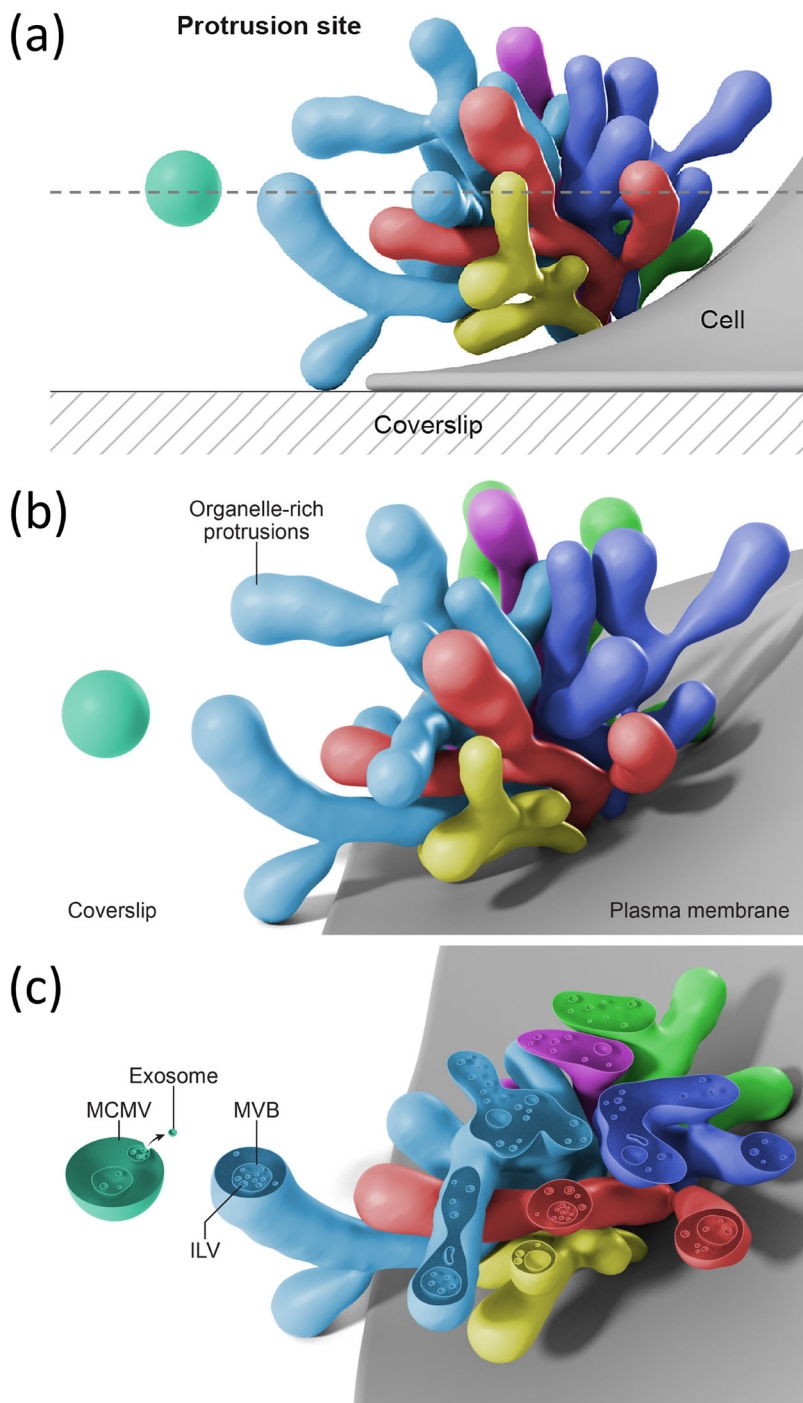 (a)
Protrusion site
Cell
Coverslip
(b)
Organelle-rich
protrusions
Coverslip
Plasma membrane
(c)
Exosome
MCMV
MVB
ILV